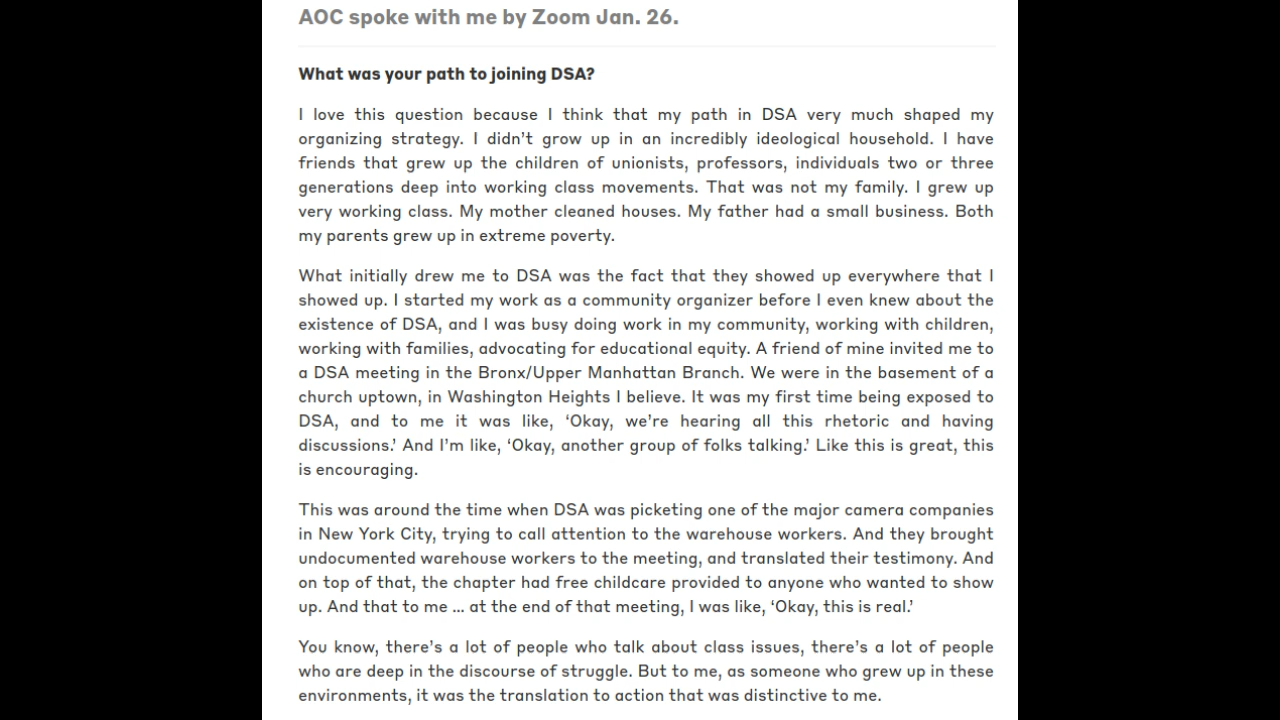 AOC spoke with me by Zoom Jan. 26.
What was your path to joining DSA?
I love this question because I think that my path in DSA very much shaped my
organizing strategy. I didn’t grow up in an incredibly ideological household. I have
friends that grew up the children of unionists, professors, individuals two or three
generations deep into working class movements. That was not my family. I grew up
very working class. My mother cleaned houses. My father had a small business. Both
my parents grew up in extreme poverty.
What initially drew me to DSA was the fact that they showed up everywhere that I
showed up. I started my work as a community organizer before I even knew about the
existence of DSA, and I was busy doing work in my community, working with children,
working with families, advocating for educational equity. A friend of mine invited me to
a DSA meeting in the Bronx/Upper Manhattan Branch. We were in the basement of a
church uptown, in Washington Heights I believe. It was my first time being exposed to
DSA, and to me it was like, ‘Okay, we’re hearing all this rhetoric and having
discussions.’ And I’m like, ‘Okay, another group of folks talking.’ Like this is great, this
is encouraging.
This was around the time when DSA was picketing one of the major camera companies
in New York City, trying to call attention to the warehouse workers. And they brought
undocumented warehouse workers to the meeting, and translated their testimony. And
on top of that, the chapter had free childcare provided to anyone who wanted to show
up. And that to me … at the end of that meeting, I was like, ‘Okay, this is real.’
You know, there’s a lot of people who talk about class issues, there’s a lot of people
who are deep in the discourse of struggle. But to me, as someone who grew up in these
environments, it was the translation to action that was distinctive to me.